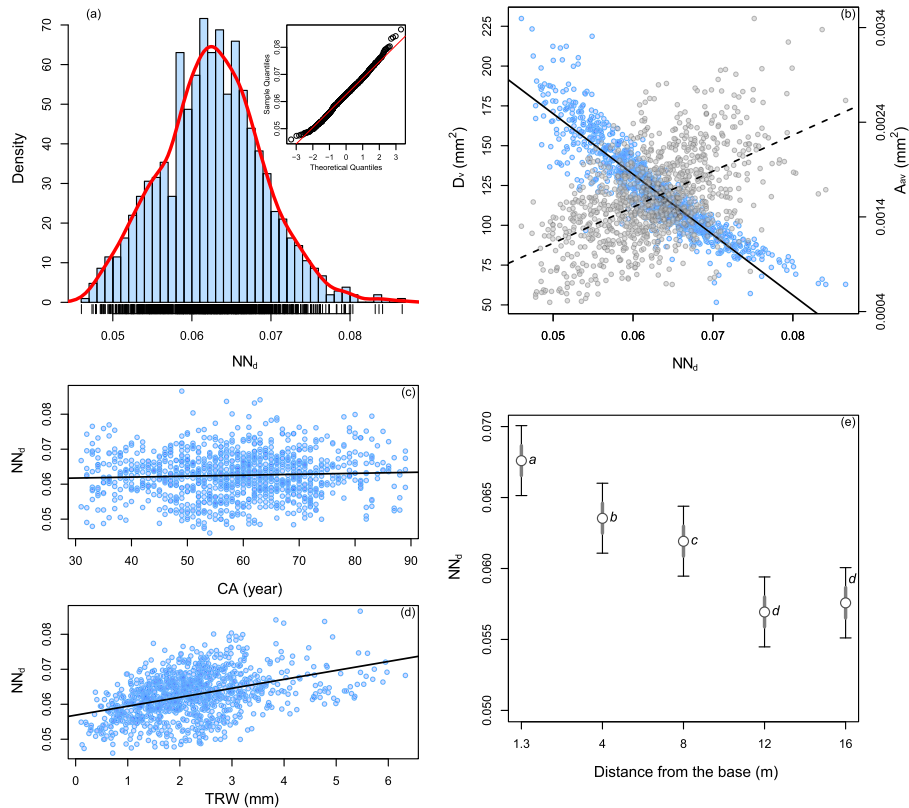 (a)
Density
0 10 20 30 40 50 60 70
0.05 0.06 0.07 0.08
NNd
Sample Quantiles
0.05 0.06 0.08
−3 −2 −1 0 1 2 3
Theoretical Quantiles
(b)
Dv (mm2)
50 75 100 125 150 175 200 225
0.05 0.06 0.07 0.08
NNd
0.0004 0.0014 0.0024 0.0034
Aav (mm2)
(c)
NNd
0.05 0.06 0.07 0.08
30 40 50 60 70 80 90
CA (year)
(d)
NNd
0.05 0.06 0.07 0.08
0 1 2 3 4 5 6
TRW (mm)
(e)
NNd
0.050 0.055 0.060 0.065 0.070
a
b
c
d
d
1.3 4 8 12 16
Distance from the base (m)